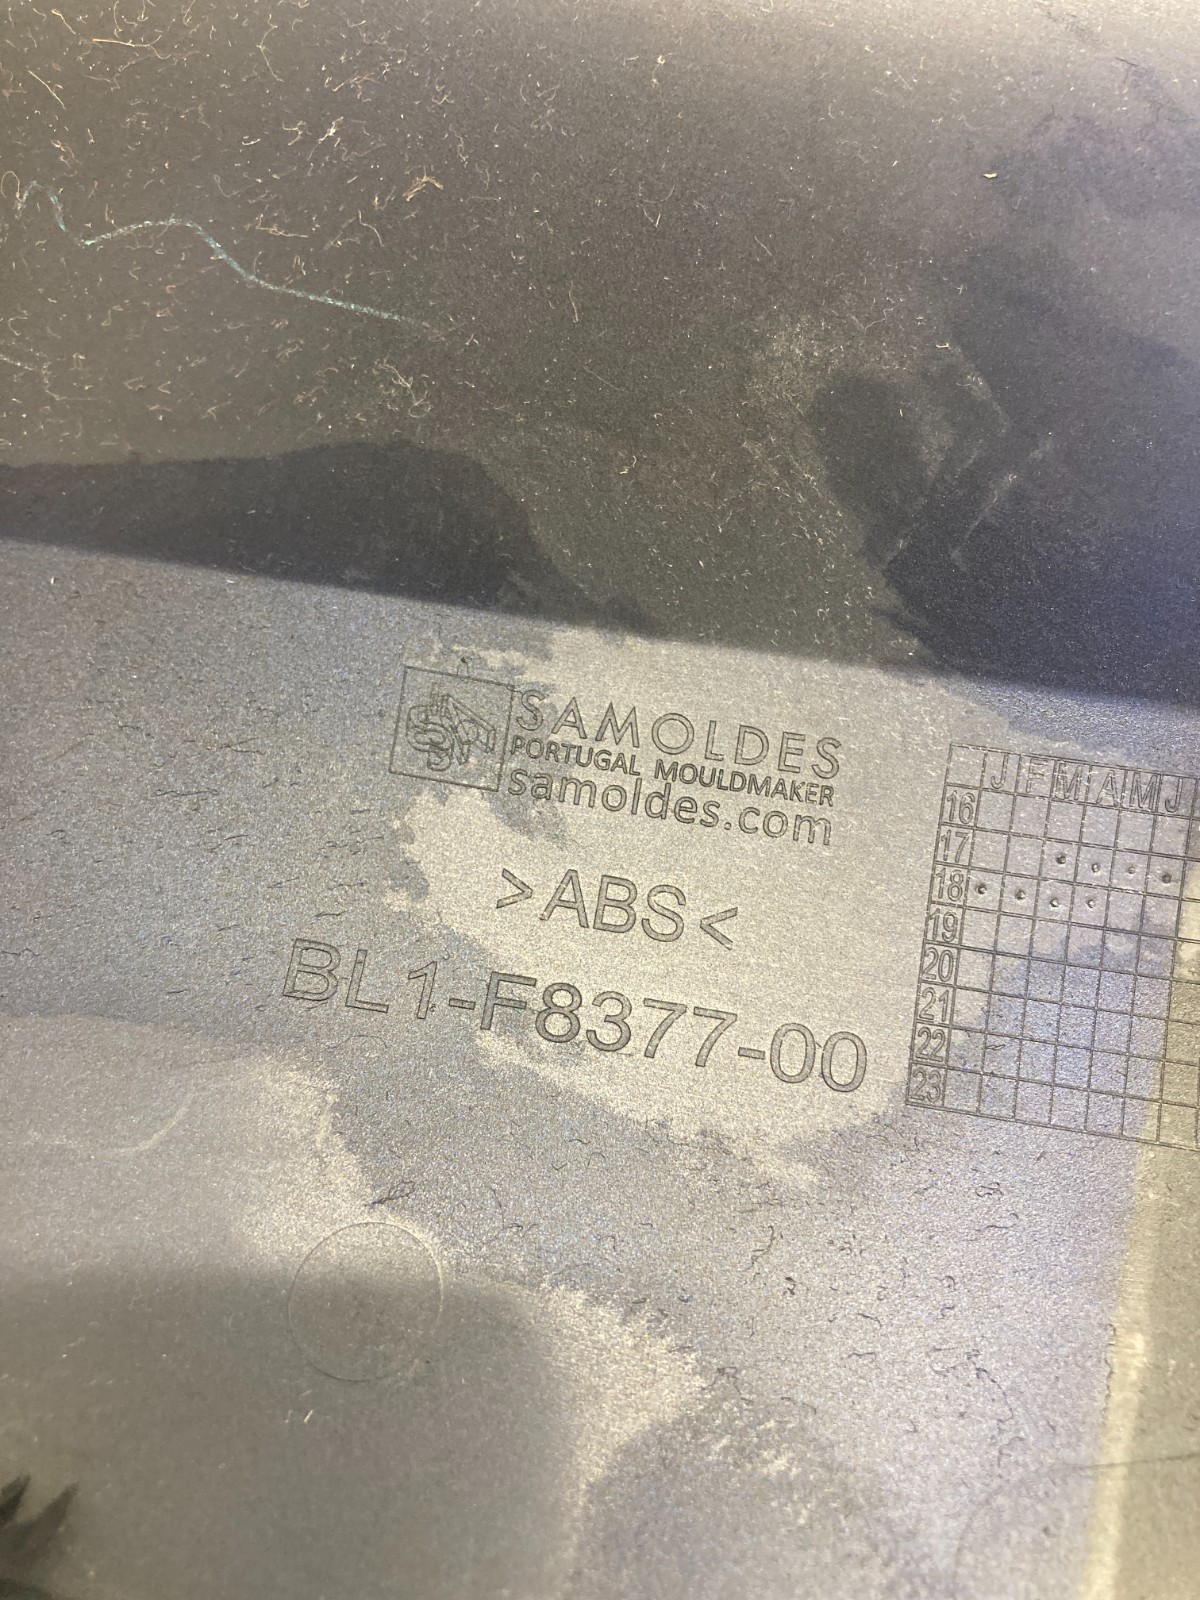 SAMOLDES
PORTUGAL MOULDMAKER
samoldes.com
>ABS<
BL1-F8377-00
J F M A M J
16
17
18
19
20
21
22
23